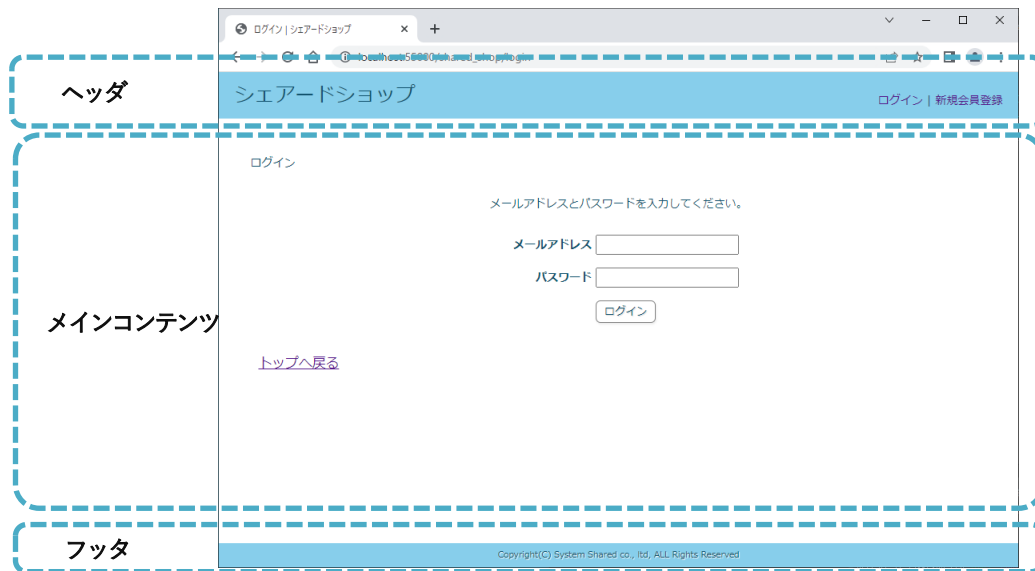 ログイン | シェアードショップ
ヘッダ
シェアードショップ
ログイン | 新規会員登録
ログイン
メールアドレスとパスワードを入力してください。
メールアドレス
パスワード
メインコンテンツ
ログイン
トップへ戻る
フッタ
Copyright(C) System Shared co., ltd, ALL Rights Reserved